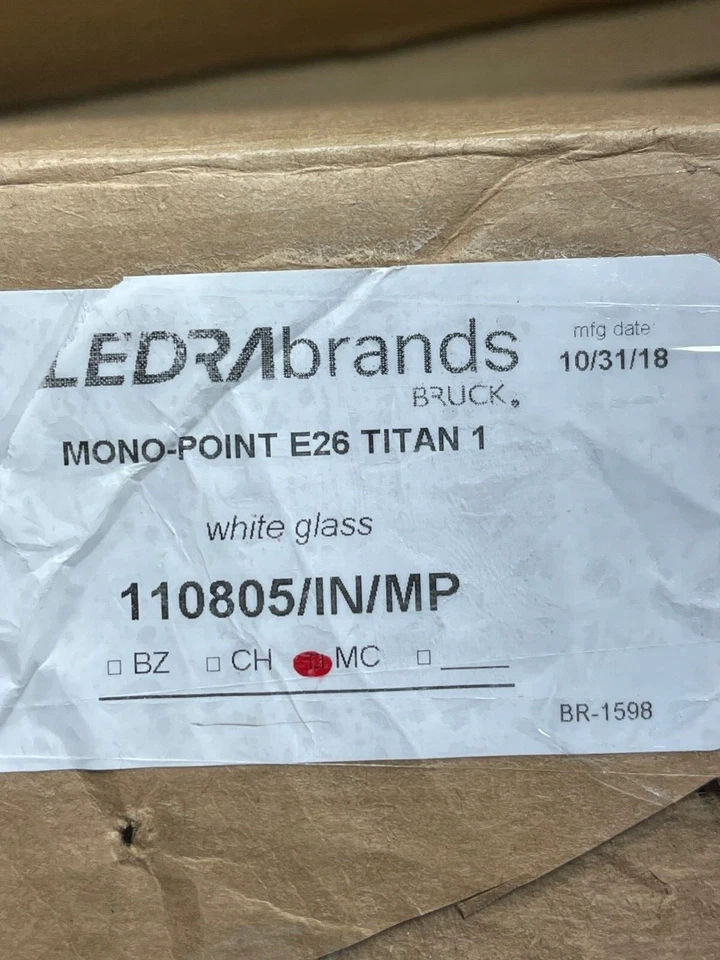 LEDRAbrands
BRUCK®
mfg date:
10/31/18
MONO-POINT E26 TITAN 1
white glass
110805/IN/MP
□ BZ □ CH □ MC □ ____
BR-1598